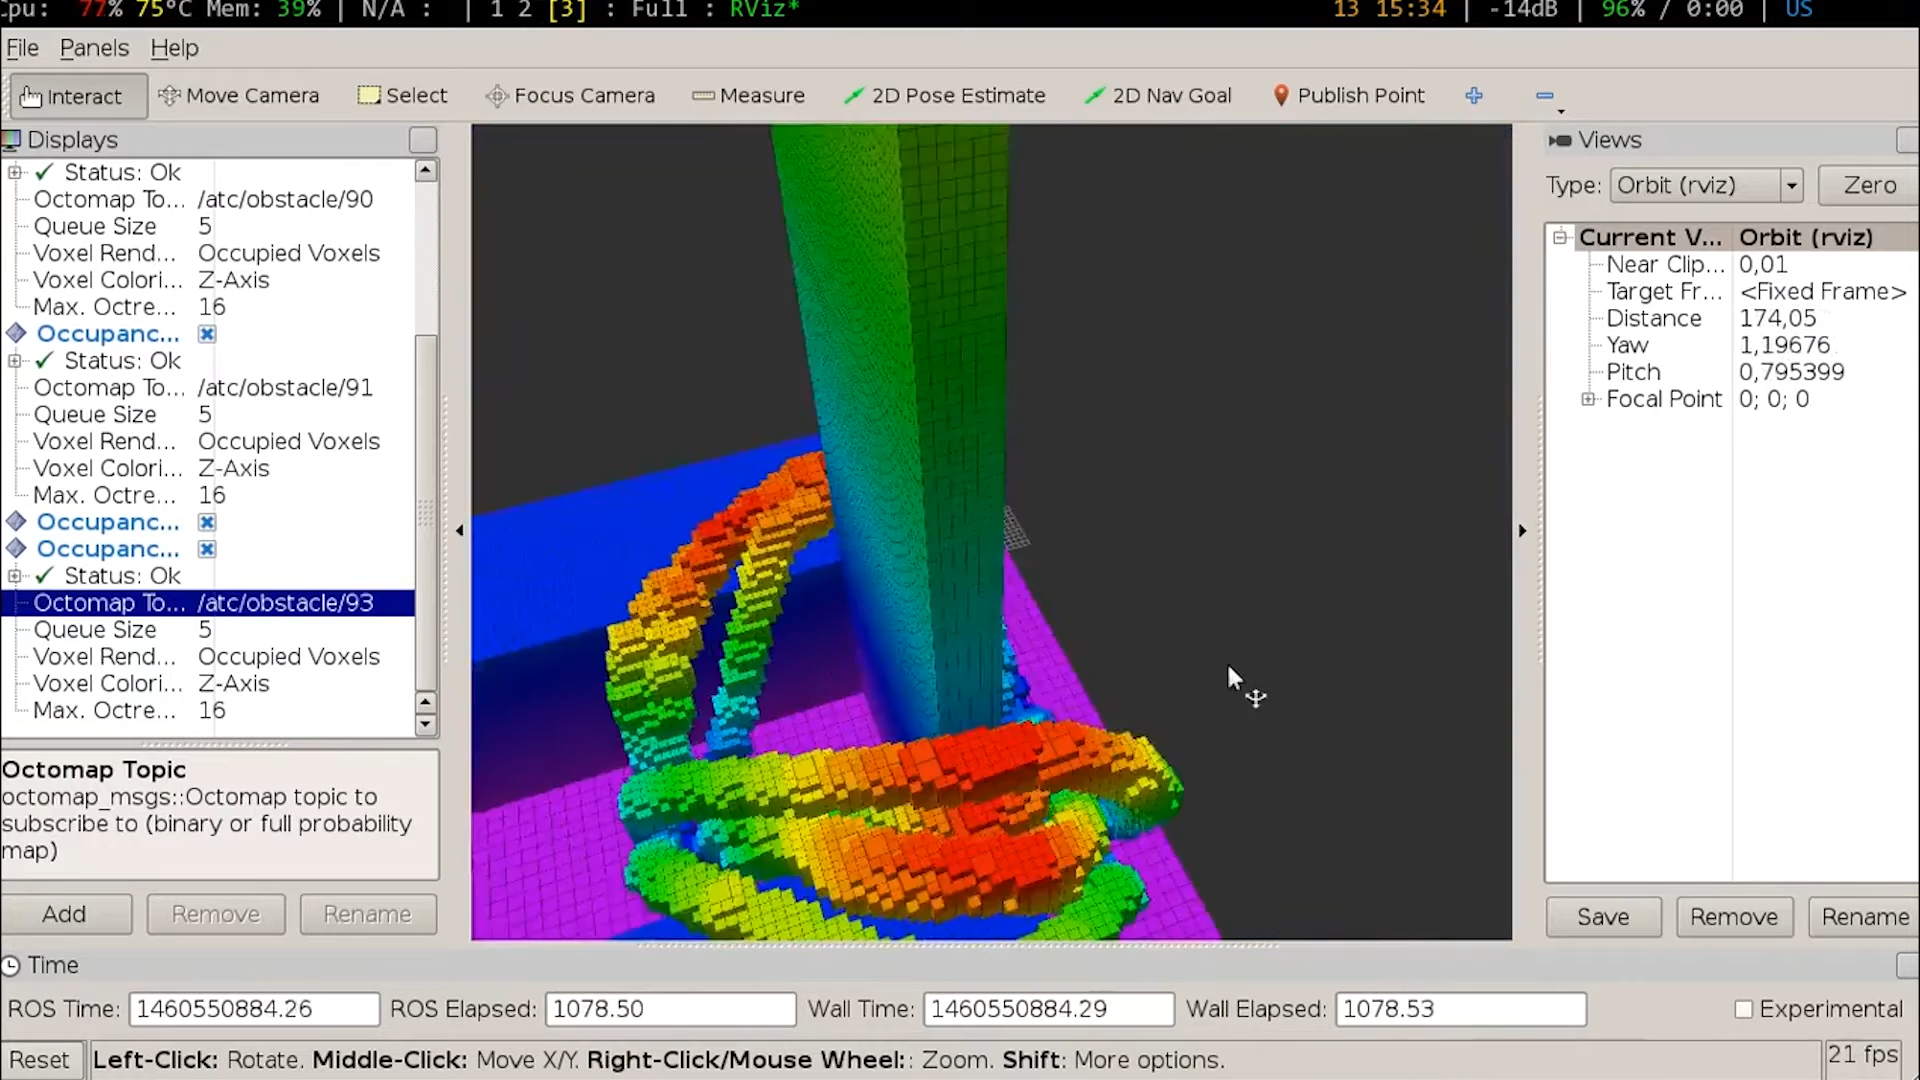 Cpu: 77% 75°C Mem: 39% | N/A : | 1 2 [3] : Full : RViz* 13 15:34 | -14dB | 96% / 0:00 | US
File Panels Help
Interact Move Camera Select Focus Camera Measure 2D Pose Estimate 2D Nav Goal Publish Point
Displays
Status: Ok
Octomap To... /atc/obstacle/90
Queue Size 5
Voxel Rend... Occupied Voxels
Voxel Colori... Z-Axis
Max. Octre... 16
Occupanc...
Status: Ok
Octomap To... /atc/obstacle/91
Queue Size 5
Voxel Rend... Occupied Voxels
Voxel Colori... Z-Axis
Max. Octre... 16
Occupanc...
Occupanc...
Status: Ok
Octomap To... /atc/obstacle/93
Queue Size 5
Voxel Rend... Occupied Voxels
Voxel Colori... Z-Axis
Max. Octre... 16
Octomap Topic
octomap_msgs::Octomap topic to
subscribe to (binary or full probability
map)
Add Remove Rename
Views
Type: Orbit (rviz) Zero
Current V... Orbit (rviz)
Near Clip... 0,01
Target Fr... <Fixed Frame>
Distance 174,05
Yaw 1,19676
Pitch 0,795399
Focal Point 0; 0; 0
Save Remove Rename
Time
ROS Time: 1460550884.26 ROS Elapsed: 1078.50 Wall Time: 1460550884.29 Wall Elapsed: 1078.53 Experimental
Reset Left-Click: Rotate. Middle-Click: Move X/Y. Right-Click/Mouse Wheel:: Zoom. Shift: More options. 21 fps